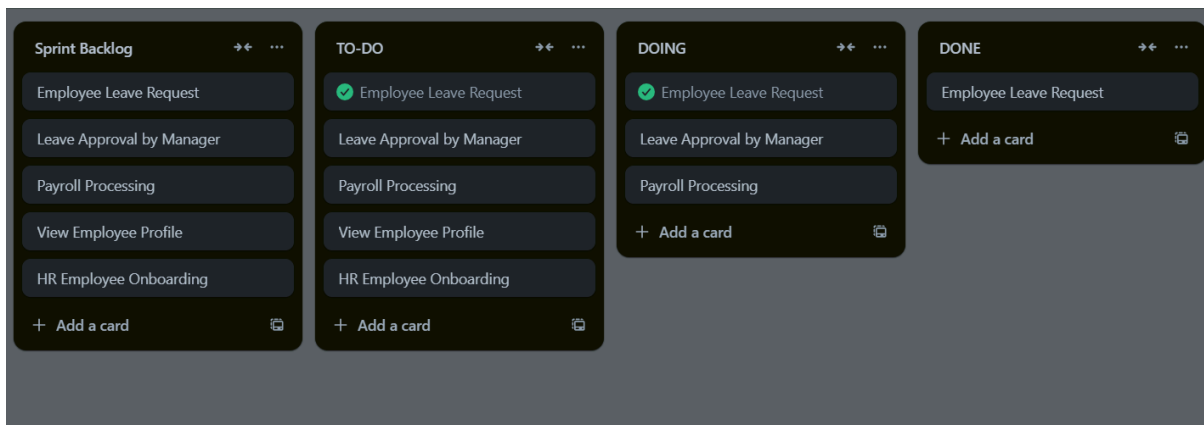 Sprint Backlog
Employee Leave Request
Leave Approval by Manager
Payroll Processing
View Employee Profile
HR Employee Onboarding
+ Add a card
TO-DO
Employee Leave Request
Leave Approval by Manager
Payroll Processing
View Employee Profile
HR Employee Onboarding
+ Add a card
DOING
Employee Leave Request
Leave Approval by Manager
Payroll Processing
+ Add a card
DONE
Employee Leave Request
+ Add a card